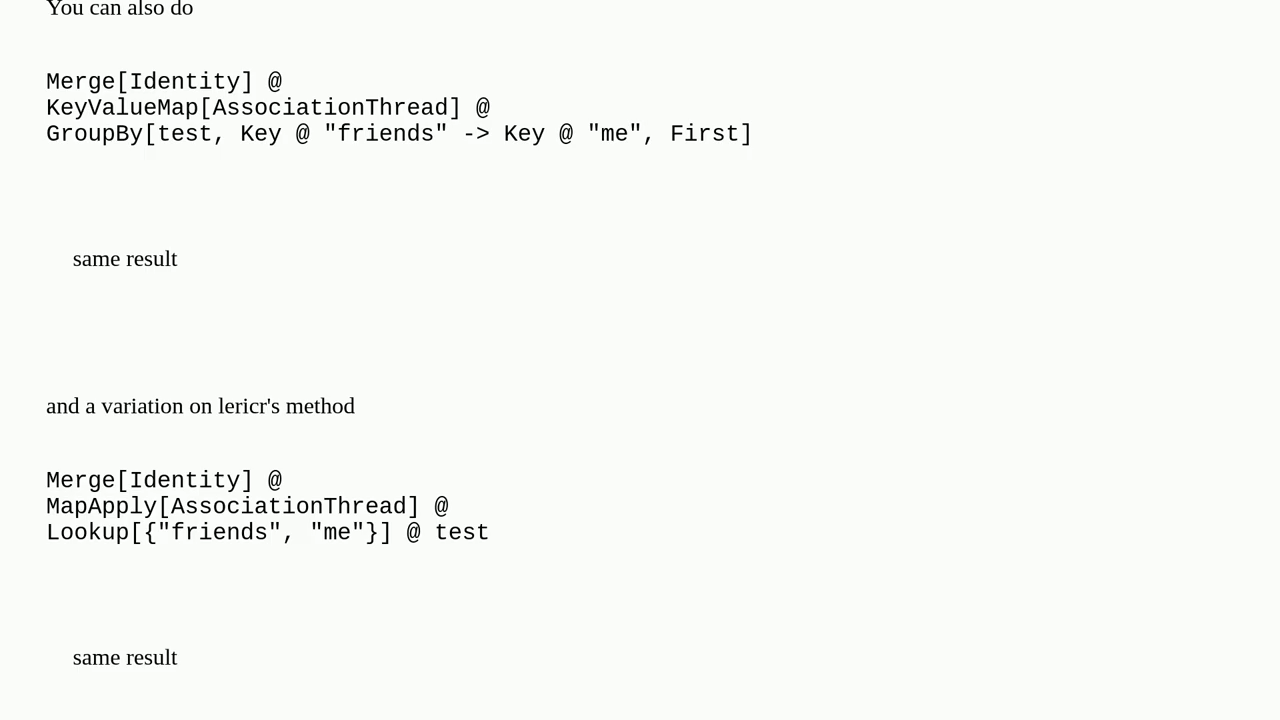 You can also do
Merge[Identity] @
KeyValueMap[AssociationThread] @
GroupBy[test, Key @ "friends" -> Key @ "me", First]
same result
and a variation on lericr's method
Merge[Identity] @
MapApply[AssociationThread] @
Lookup[{"friends", "me"}] @ test
same result